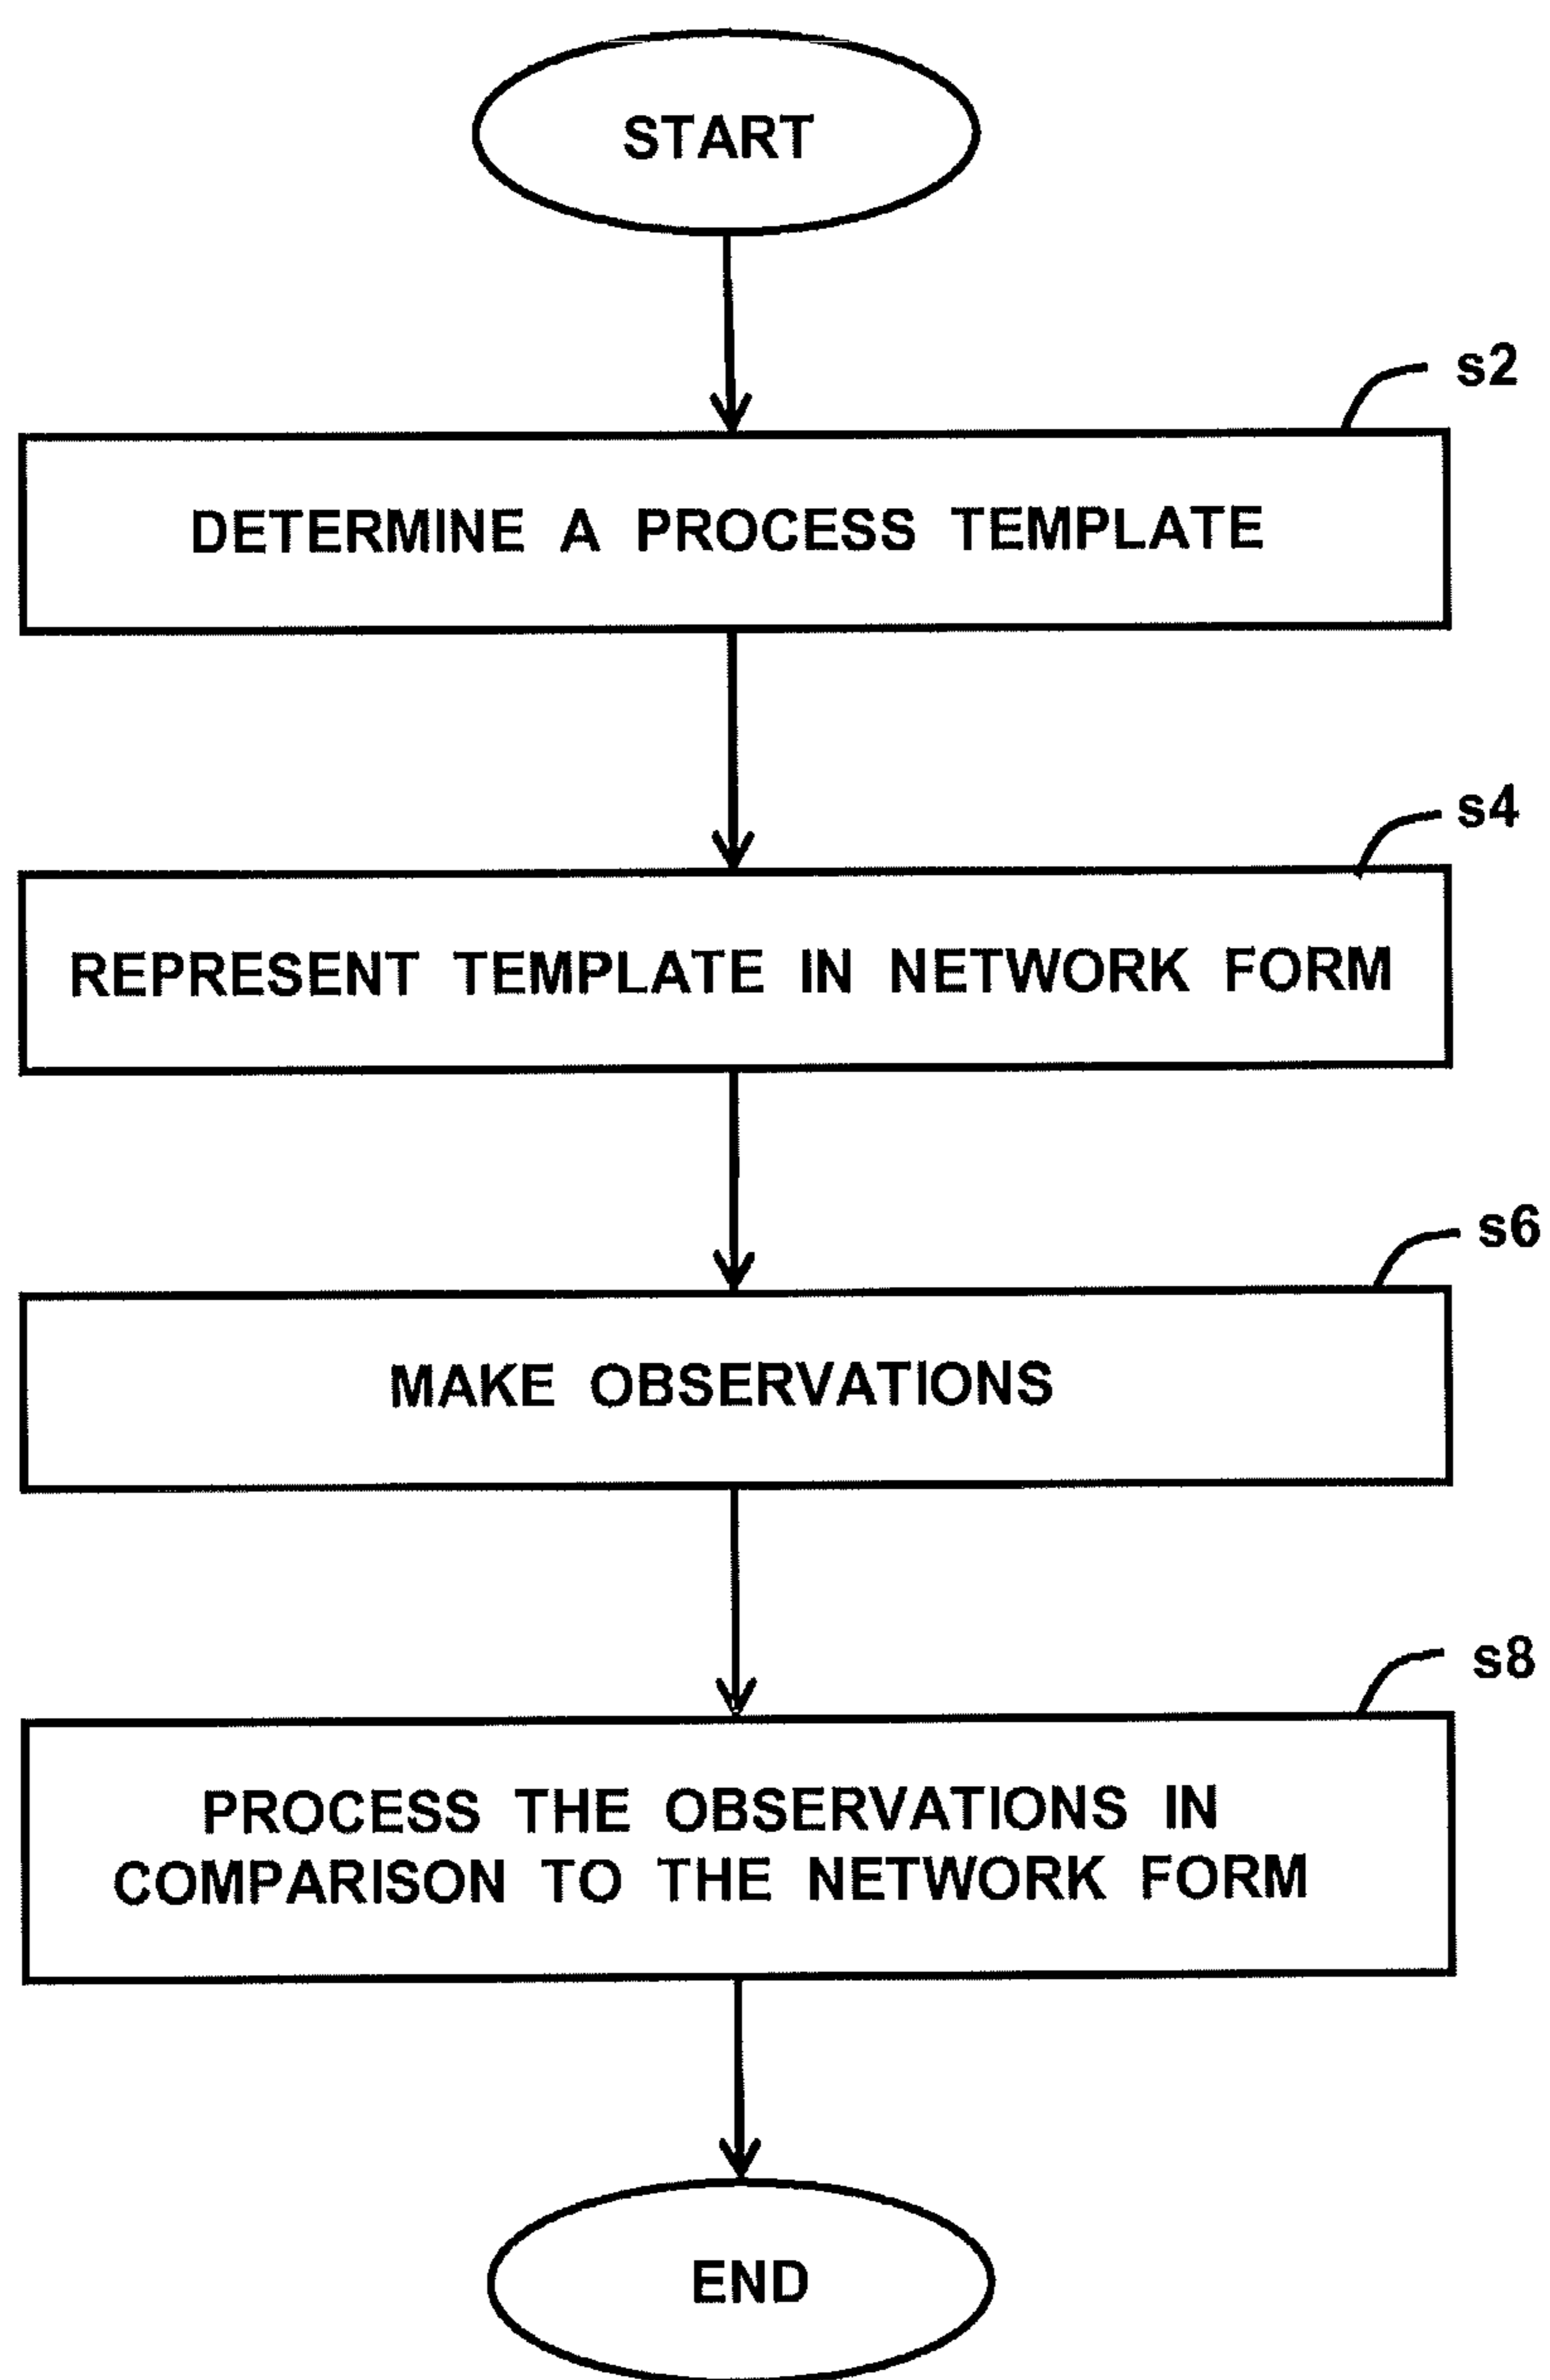 START
s2
DETERMINE A PROCESS TEMPLATE
s4
REPRESENT TEMPLATE IN NETWORK FORM
s6
MAKE OBSERVATIONS
s8
PROCESS THE OBSERVATIONS IN
COMPARISON TO THE NETWORK FORM
END